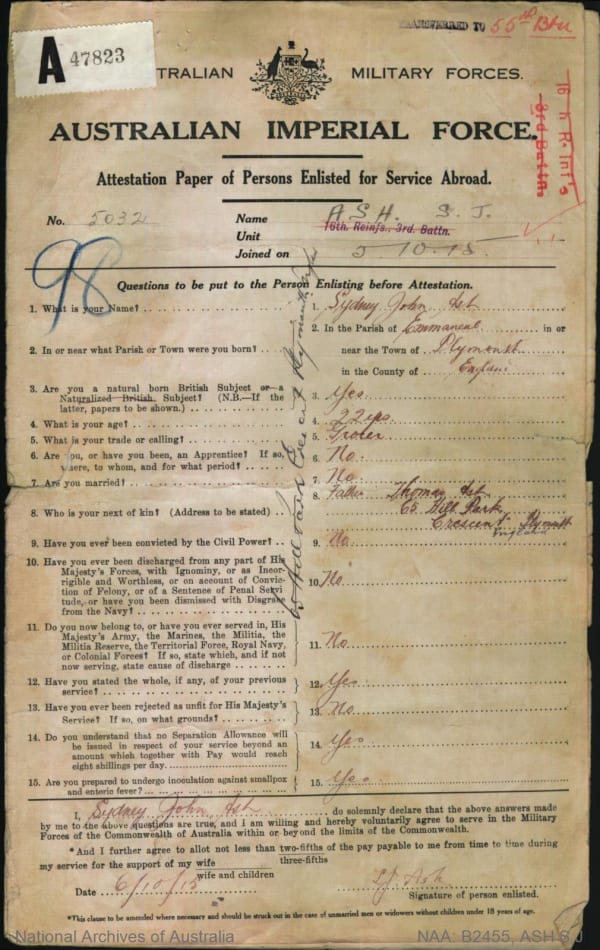 TRANSFERRED TO 55th Btn
A 47823
TRALIAN MILITARY FORCES.
AUSTRALIAN IMPERIAL FORCE.
16th R. Inf's
3rd Battn.
Attestation Paper of Persons Enlisted for Service Abroad.
No. 5032
Name ASH. S. J.
Unit 16th. Reinfs., 3rd. Battn.
Joined on 5.10.15.
98
Questions to be put to the Person Enlisting before Attestation.
1. What is your Name? 1. Sydney John Ash
2. In or near what Parish or Town were you born? 2. In the Parish of Emmaneal in or
near the Town of Plymouth
in the County of England
3. Are you a natural born British Subject or a
Naturalized British Subject? (N.B.—If the
latter, papers to be shown.) 3. Yes
4. What is your age? 4. 22 yrs
5. What is your trade or calling? 5. Grocer
6. Are you, or have you been, an Apprentice? If so,
where, to whom, and for what period? 6. No.
7. Are you married? 7. No.
8. Who is your next of kin? (Address to be stated) 8. Father Thomas Ash
65 Hill Park
Crescent Plymouth
England
65 Hill Park Crescent Plymouth
9. Have you ever been convicted by the Civil Power? 9. No.
10. Have you ever been discharged from any part of His
Majesty's Forces, with Ignominy, or as Incor-
rigible and Worthless, or on account of Convic-
tion of Felony, or of a Sentence of Penal Servi-
tude, or have you been dismissed with Disgrace
from the Navy? 10. No
11. Do you now belong to, or have you ever served in, His
Majesty's Army, the Marines, the Militia, the
Militia Reserve, the Territorial Force, Royal Navy,
or Colonial Forces? If so, state which, and if not
now serving, state cause of discharge 11. No
12. Have you stated the whole, if any, of your previous
service? 12. Yes
13. Have you ever been rejected as unfit for His Majesty's
Service? If so, on what grounds? 13. No
14. Do you understand that no Separation Allowance will
be issued in respect of your service beyond an
amount which together with Pay would reach
eight shillings per day. 14. Yes
15. Are you prepared to undergo inoculation against smallpox
and enteric fever? 15. Yes
I, Sydney John Ash do solemnly declare that the above answers made
by me to the above questions are true, and I am willing and hereby voluntarily agree to serve in the Military
Forces of the Commonwealth of Australia within or beyond the limits of the Commonwealth.
*And I further agree to allot not less than two-fifths of the pay payable to me from time to time during
three-fifths
my service for the support of my wife
wife and children
Date 6/10/15 S J Ash
Signature of person enlisted.
*This clause to be amended where necessary and should be struck out in the case of unmarried men or widowers without children under 18 years of age.
National Archives of Australia NAA: B2455, ASH S J